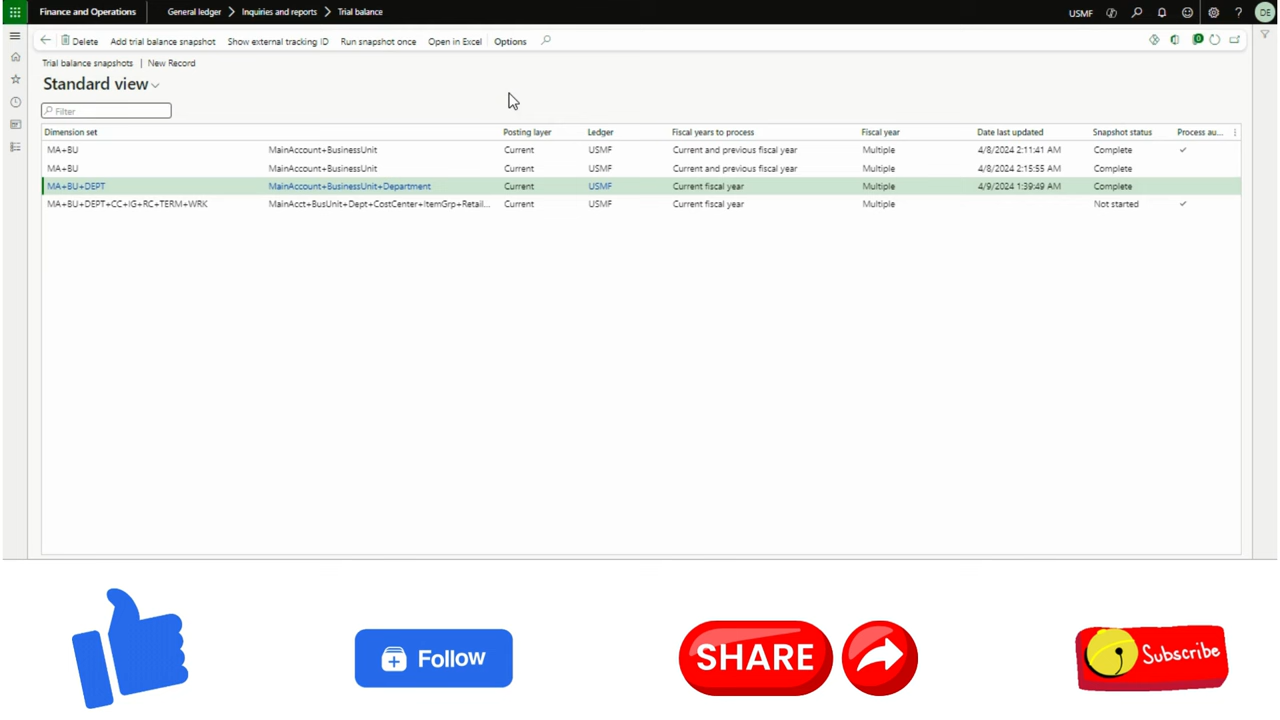 Finance and Operations General ledger Inquiries and reports Trial balance USMF ? DE
Delete Add trial balance snapshot Show external tracking ID Run snapshot once Open in Excel Options 0
Trial balance snapshots | New Record
Standard view
Filter
Dimension set Posting layer Ledger Fiscal years to process Fiscal year Date last updated Snapshot status Process au...
MA+BU MainAccount+BusinessUnit Current USMF Current and previous fiscal year Multiple 4/8/2024 2:11:41 AM Complete
MA+BU MainAccount+BusinessUnit Current USMF Current and previous fiscal year Multiple 4/8/2024 2:15:55 AM Complete
MA+BU+DEPT MainAccount+BusinessUnit+Department Current USMF Current fiscal year Multiple 4/9/2024 1:39:49 AM Complete
MA+BU+DEPT+CC+IG+RC+TERM+WRK MainAcct+BusUnit+Dept+CostCenter+ItemGrp+Retail... Current USMF Current fiscal year Multiple Not started
Follow
SHARE
Subscribe